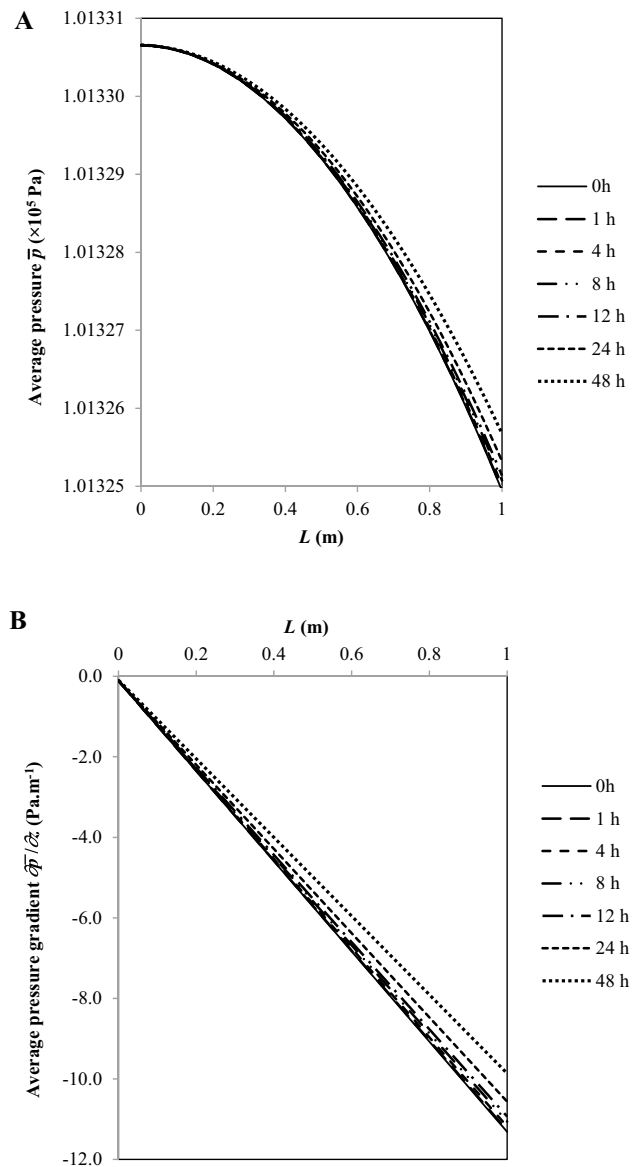 A
1.01331
1.01330
1.01329
1.01328
1.01327
1.01326
1.01325
Average pressure p̅ (×10⁵ Pa)
0 0.2 0.4 0.6 0.8 1
L (m)
0h
1 h
4 h
8 h
12 h
24 h
48 h
B
L (m)
0 0.2 0.4 0.6 0.8 1
0.0
-2.0
-4.0
-6.0
-8.0
-10.0
-12.0
Average pressure gradient ∂p̅/∂z (Pa.m⁻¹)
0h
1 h
4 h
8 h
12 h
24 h
48 h